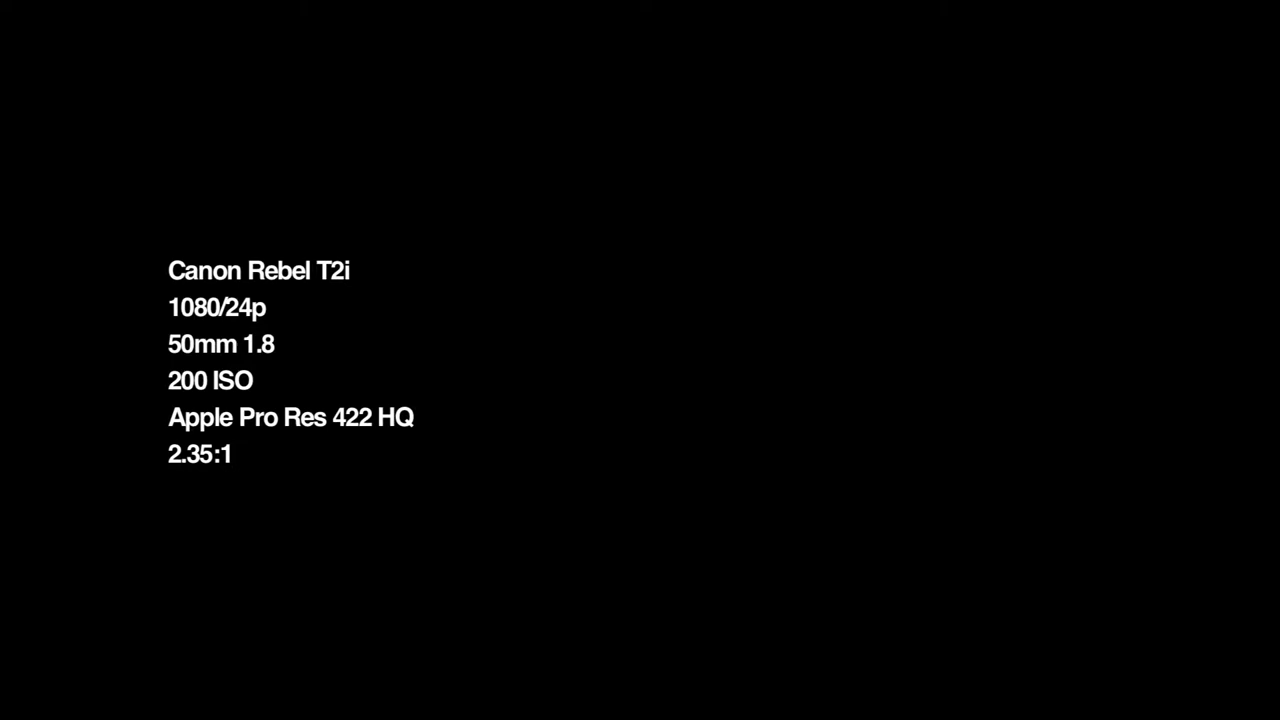 Canon Rebel T2i
1080/24p
50mm 1.8
200 ISO
Apple Pro Res 422 HQ
2.35:1